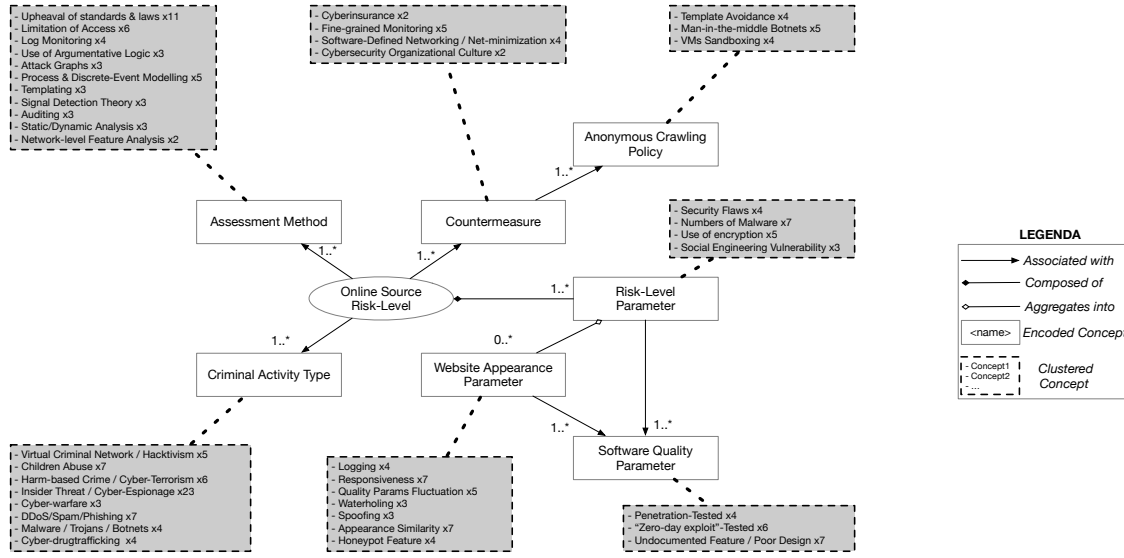 - Upheaval of standards & laws x11
- Limitation of Access x6
- Log Monitoring x4
- Use of Argumentative Logic x3
- Attack Graphs x3
- Process & Discrete-Event Modelling x5
- Templating x3
- Signal Detection Theory x3
- Auditing x3
- Static/Dynamic Analysis x3
- Network-level Feature Analysis x2
- Cyberinsurance x2
- Fine-grained Monitoring x5
- Software-Defined Networking / Net-minimization x4
- Cybersecurity Organizational Culture x2
- Template Avoidance x4
- Man-in-the-middle Botnets x5
- VMs Sandboxing x4
Anonymous Crawling
Policy
1..*
Assessment Method
Countermeasure
1..*
1..*
- Security Flaws x4
- Numbers of Malware x7
- Use of encryption x5
- Social Engineering Vulnerability x3
Online Source
Risk-Level
1..*
Risk-Level
Parameter
1..*
0..*
Criminal Activity Type
Website Appearance
Parameter
1..*
1..*
Software Quality
Parameter
- Virtual Criminal Network / Hacktivism x5
- Children Abuse x7
- Harm-based Crime / Cyber-Terrorism x6
- Insider Threat / Cyber-Espionage x23
- Cyber-warfare x3
- DDoS/Spam/Phishing x7
- Malware / Trojans / Botnets x4
- Cyber-drugtrafficking x4
- Logging x4
- Responsiveness x7
- Quality Params Fluctuation x5
- Waterholing x3
- Spoofing x3
- Appearance Similarity x7
- Honeypot Feature x4
- Penetration-Tested x4
- “Zero-day exploit”-Tested x6
- Undocumented Feature / Poor Design x7
LEGENDA
Associated with
Composed of
Aggregates into
<name> Encoded Concept
- Concept1
- Concept2
- ...
Clustered
Concept